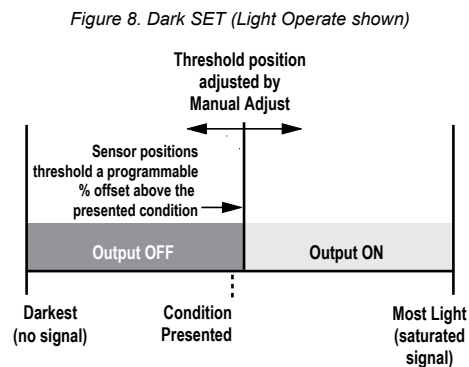 Figure 8. Dark SET (Light Operate shown)
Threshold position
adjusted by
Manual Adjust
Sensor positions
threshold a programmable
% offset above the
presented condition
Output OFF
Output ON
Darkest
(no signal)
Condition
Presented
Most Light
(saturated
signal)